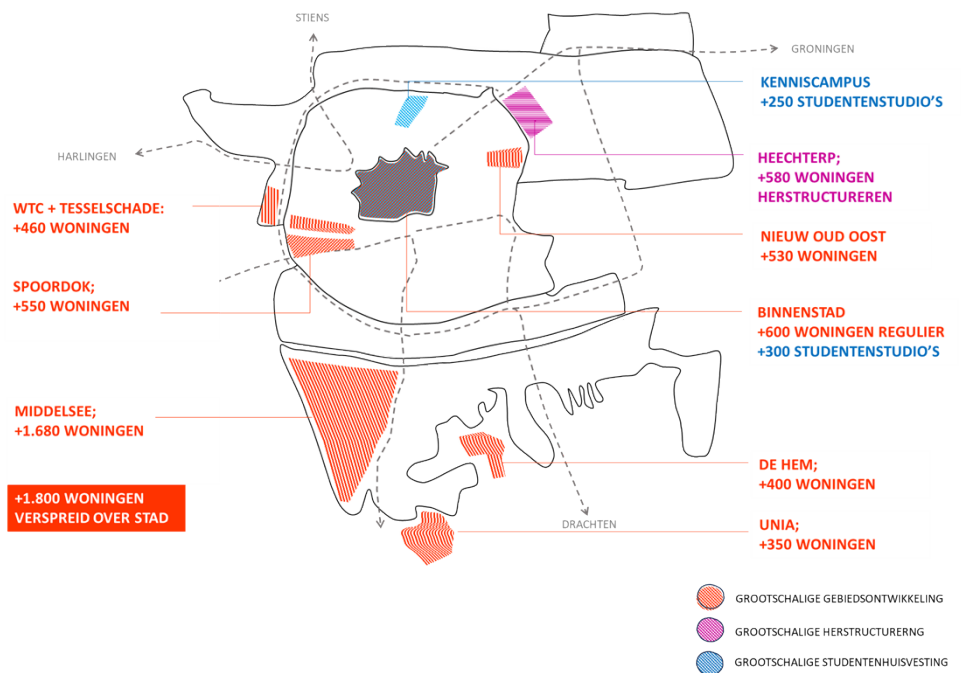 STIENS
GRONINGEN
HARLINGEN
DRACHTEN
WTC + TESSELSCHADE:
+460 WONINGEN
SPOORDOK;
+550 WONINGEN
MIDDELSEE;
+1.680 WONINGEN
+1.800 WONINGEN
VERSPREID OVER STAD
KENNISCAMPUS
+250 STUDENTENSTUDIO'S
HEECHTERP;
+580 WONINGEN
HERSTRUCTUREREN
NIEUW OUD OOST
+530 WONINGEN
BINNENSTAD
+600 WONINGEN REGULIER
+300 STUDENTENSTUDIO'S
DE HEM;
+400 WONINGEN
UNIA;
+350 WONINGEN
GROOTSCHALIGE GEBIEDSONTWIKKELING
GROOTSCHALIGE HERSTRUCTURERNG
GROOTSCHALIGE STUDENTENHUISVESTING